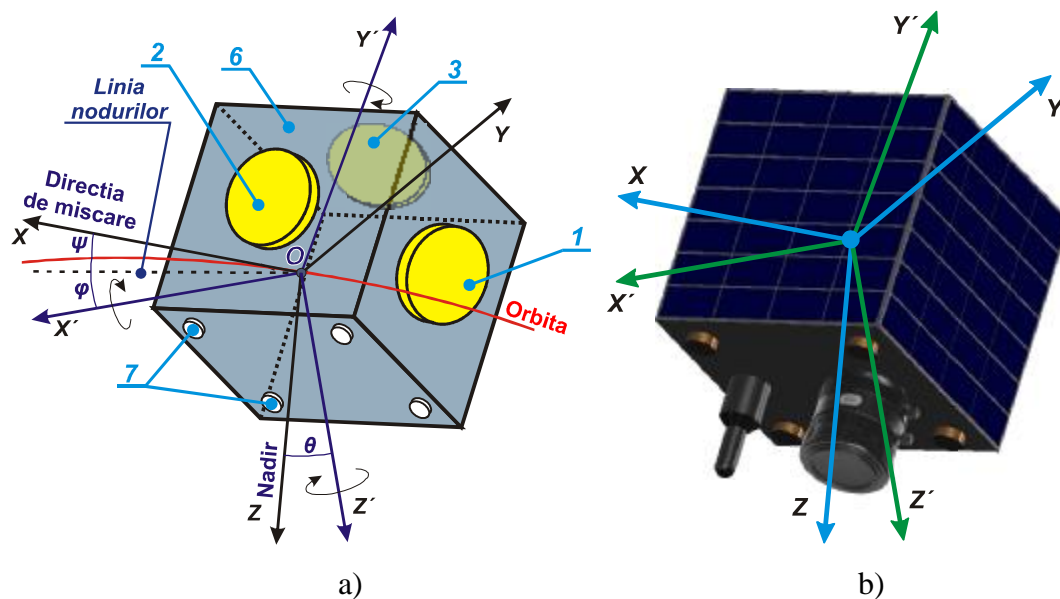 Y´
2
6
3
Linia
nodurilor
Y
Directia
de miscare
X
ψ
O
1
φ
X´
Orbita
7
Nadir
θ
Z
Z´
a)
Y´
Y
X
X´
Z
Z´
b)